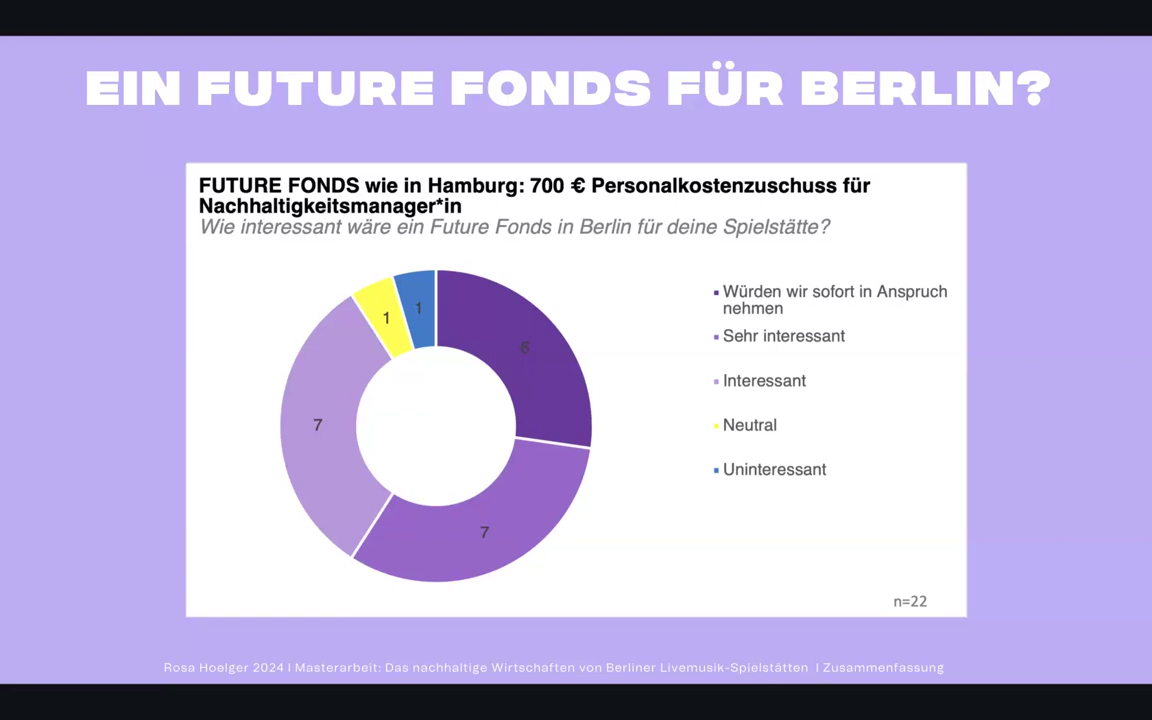 EIN FUTURE FONDS FÜR BERLIN?
FUTURE FONDS wie in Hamburg: 700 € Personalkostenzuschuss für
Nachhaltigkeitsmanager*in
Wie interessant wäre ein Future Fonds in Berlin für deine Spielstätte?
1
1
6
7
7
Würden wir sofort in Anspruch
nehmen
Sehr interessant
Interessant
Neutral
Uninteressant
n=22
Rosa Hoelger 2024 I Masterarbeit: Das nachhaltige Wirtschaften von Berliner Livemusik-Spielstätten I Zusammenfassung